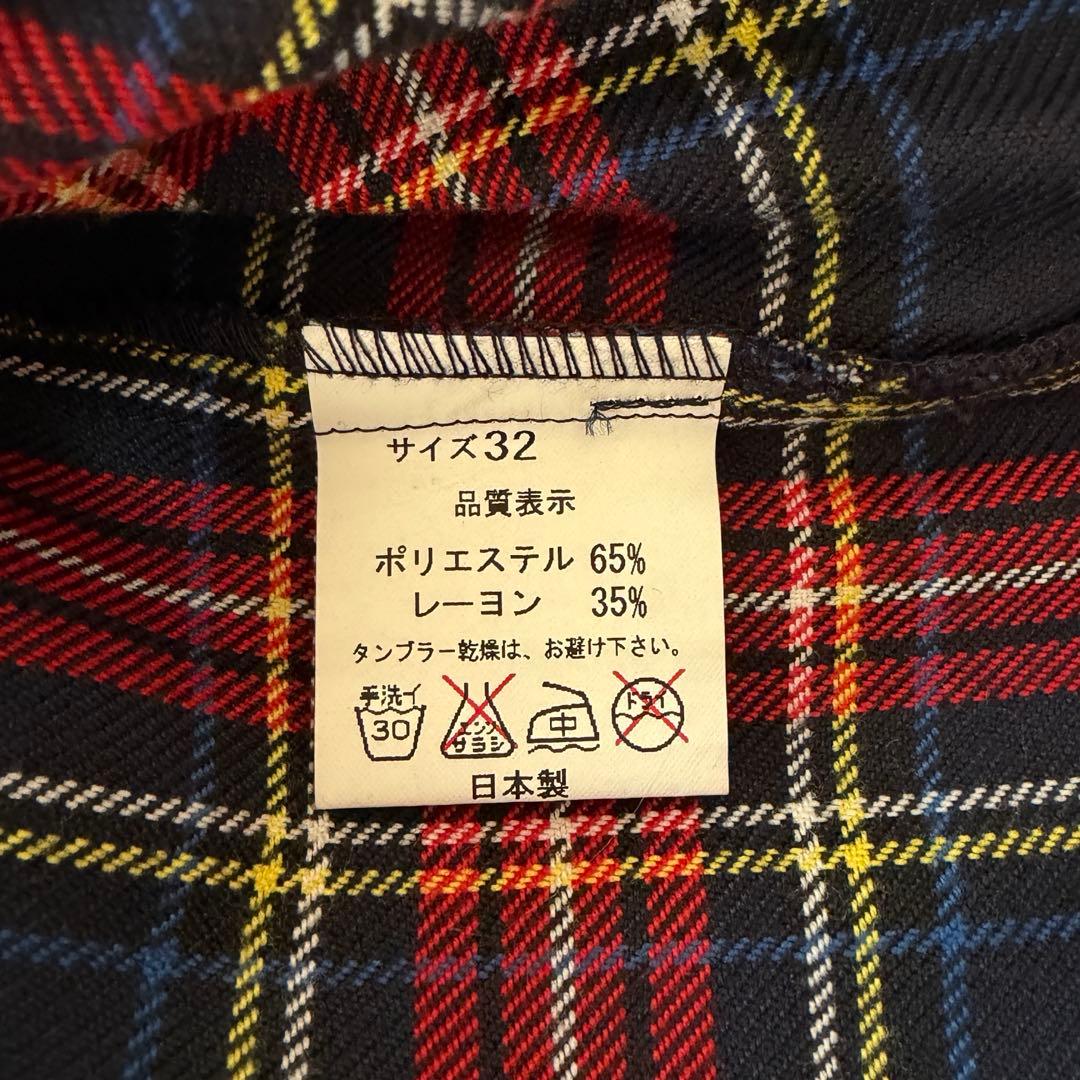 サイズ32
品質表示
ポリエステル 65%
レーヨン 35%
タンブラー乾燥は、お避け下さい。
手洗イ 30
エンソ サラシ
中
ドライ
日本製